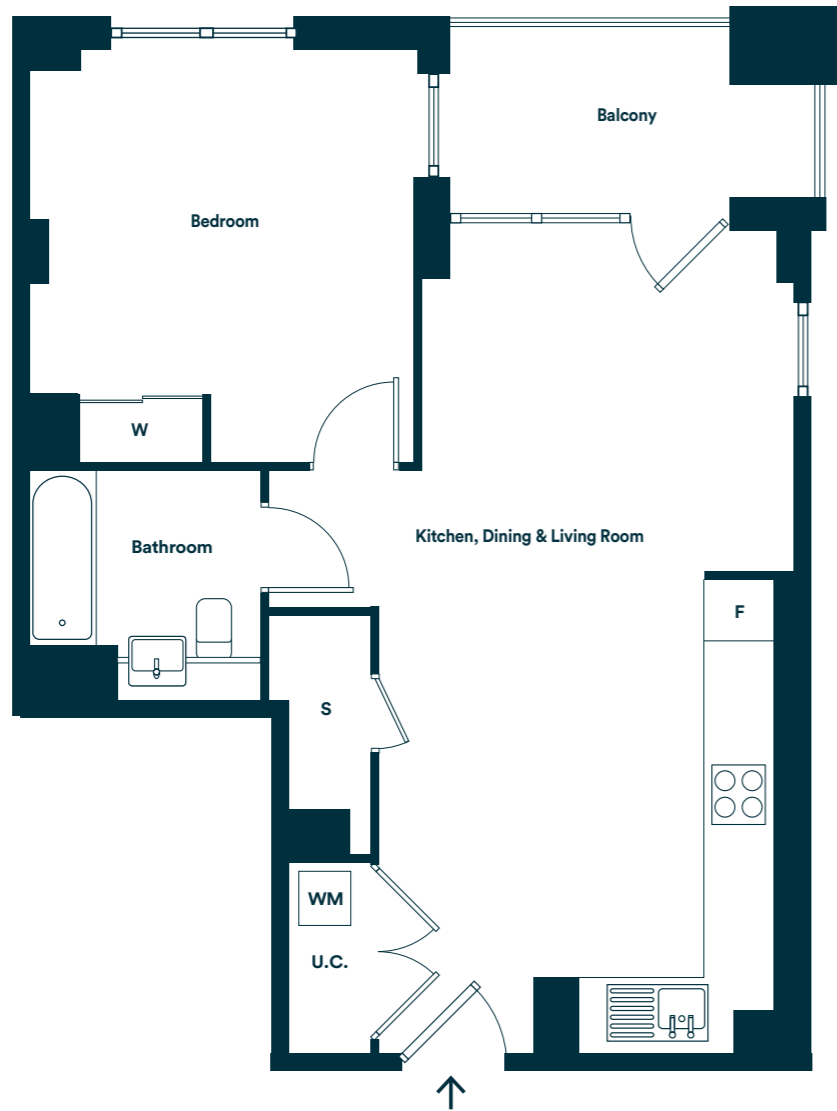 Balcony
Bedroom
W
Kitchen, Dining & Living Room
Bathroom
F
S
WM
U.C.